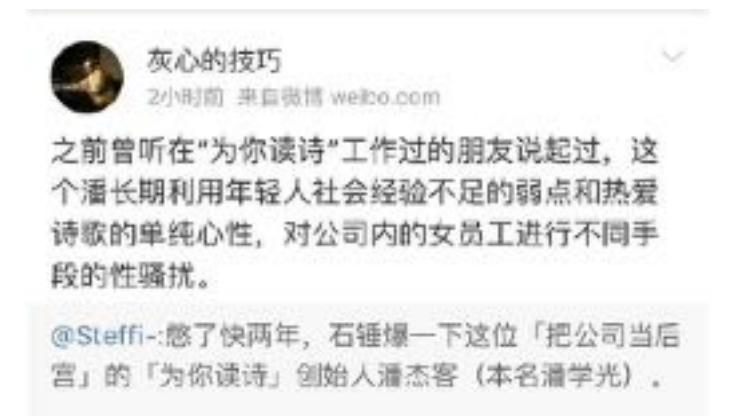 灰心的技巧
2小时前 来自微博 weibo.com
之前曾听在“为你读诗”工作过的朋友说起过，这
个潘长期利用年轻人社会经验不足的弱点和热爱
诗歌的单纯心性，对公司内的女员工进行不同手
段的性骚扰。
@Steffi-:憋了快两年，石锤爆一下这位「把公司当后
宫」的「为你读诗」创始人潘杰客（本名潘学光）.